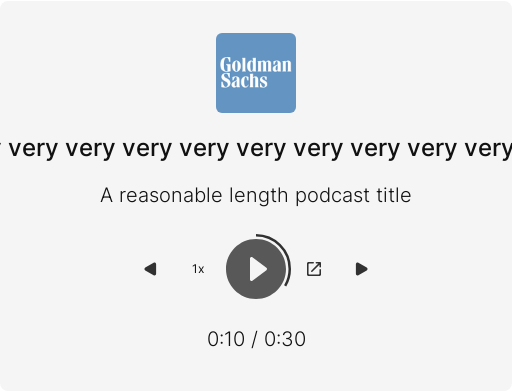 Goldman
Sachs
very very very very very very very very very
A reasonable length podcast title
1x
0:10 / 0:30